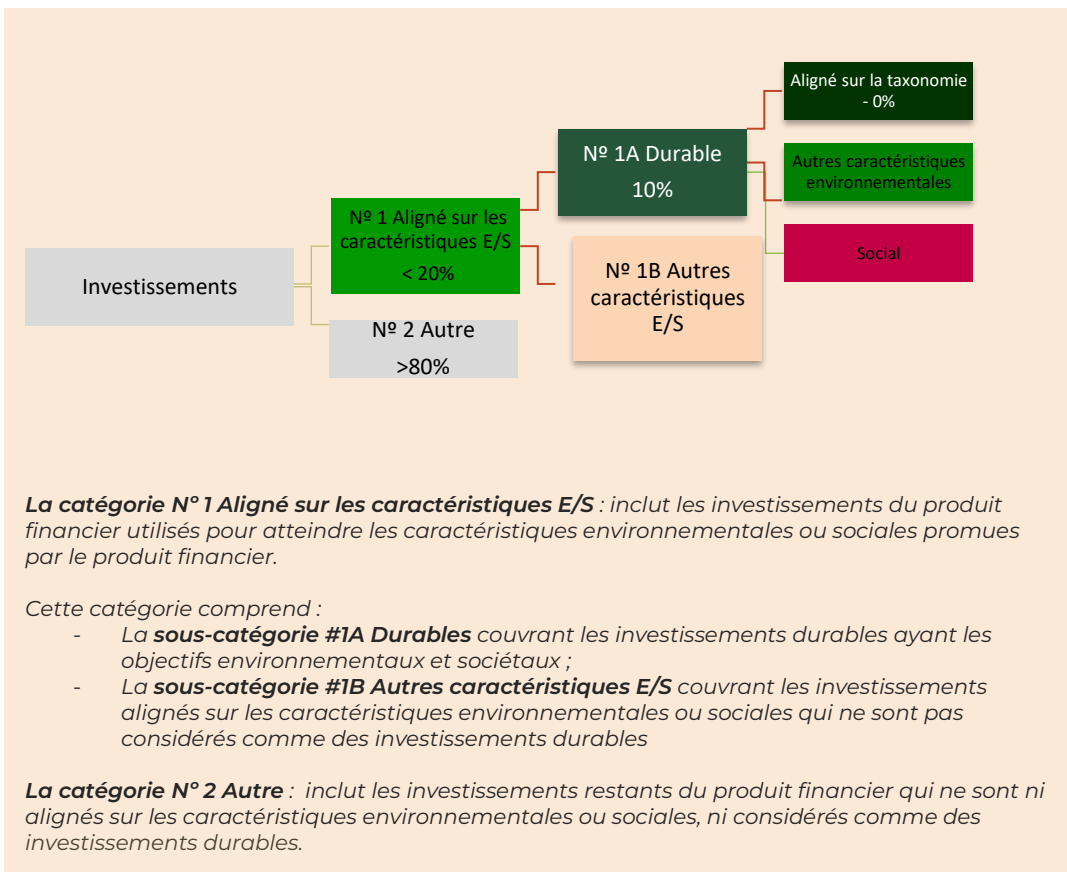 Investissements
Nº 1 Aligné sur les
caractéristiques E/S
< 20%
Nº 2 Autre
>80%
Nº 1A Durable
10%
Nº 1B Autres
caractéristiques
E/S
Aligné sur la taxonomie
- 0%
Autres caractéristiques
environnementales
Social
La catégorie N° 1 Aligné sur les caractéristiques E/S : inclut les investissements du produit
financier utilisés pour atteindre les caractéristiques environnementales ou sociales promues
par le produit financier.
Cette catégorie comprend :
- La sous-catégorie #1A Durables couvrant les investissements durables ayant les
objectifs environnementaux et sociétaux ;
- La sous-catégorie #1B Autres caractéristiques E/S couvrant les investissements
alignés sur les caractéristiques environnementales ou sociales qui ne sont pas
considérés comme des investissements durables
La catégorie N° 2 Autre : inclut les investissements restants du produit financier qui ne sont ni
alignés sur les caractéristiques environnementales ou sociales, ni considérés comme des
investissements durables.